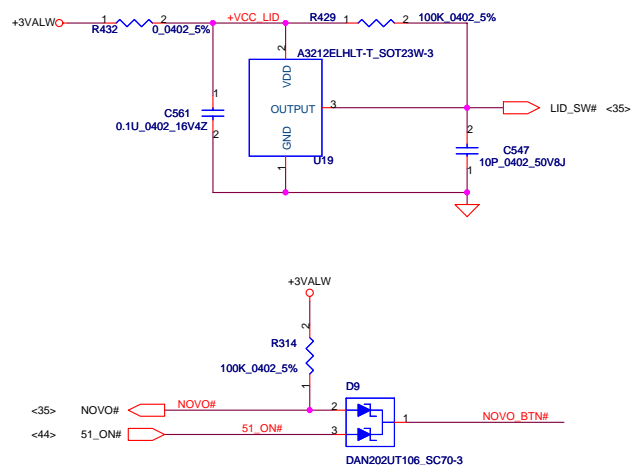 +3VALW 1 2 +VCC_LID R429 1 2 100K_0402_5%
R432 0_0402_5%
A3212ELHLT-T_SOT23W-3
2
VDD
1
C561
0.1U_0402_16V4Z
2
OUTPUT 3
LID_SW# <35>
GND
1
U19
2
C547
10P_0402_50V8J
1
+3VALW
2
R314
100K_0402_5%
1
D9
<35> NOVO# NOVO# 2
1 NOVO_BTN#
<44> 51_ON# 51_ON# 3
DAN202UT106_SC70-3